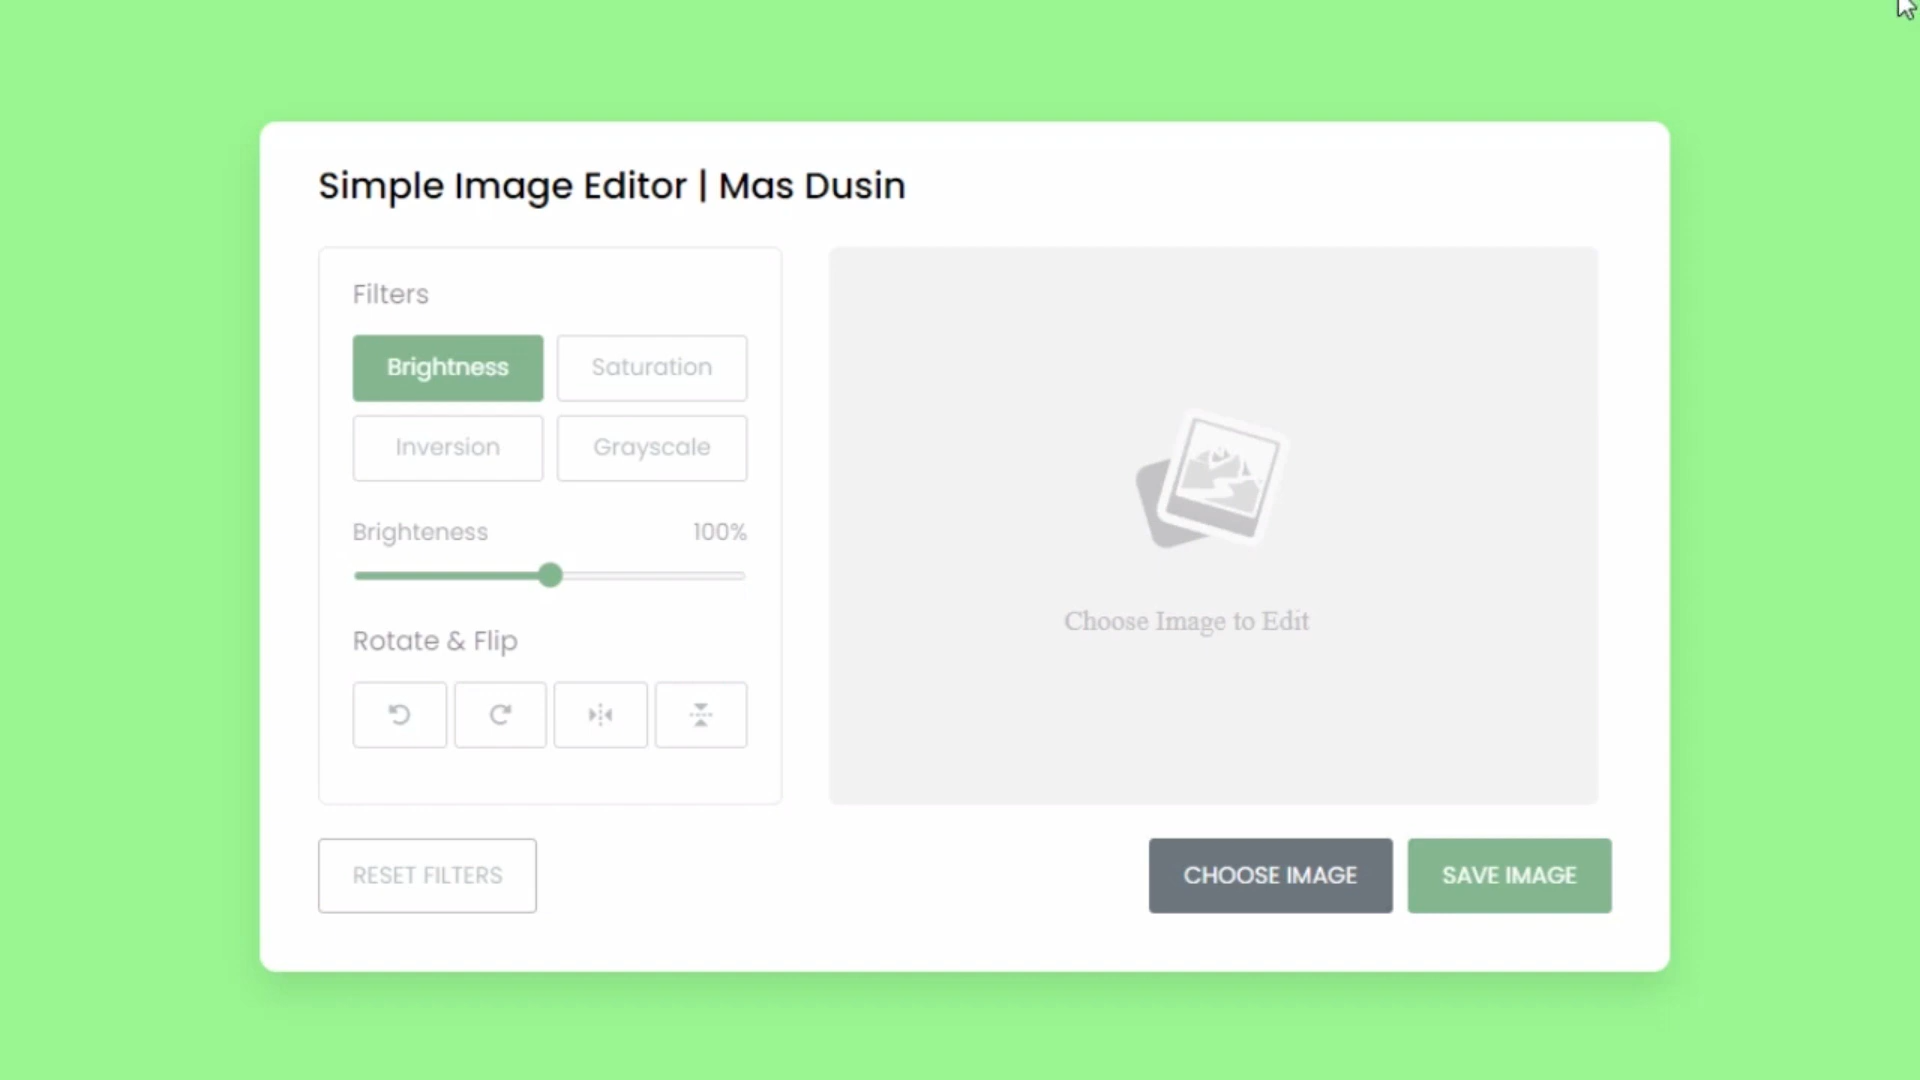 Simple Image Editor | Mas Dusin
Filters
Brightness
Saturation
Inversion
Grayscale
Brighteness
100%
Rotate & Flip
Choose Image to Edit
RESET FILTERS
CHOOSE IMAGE
SAVE IMAGE